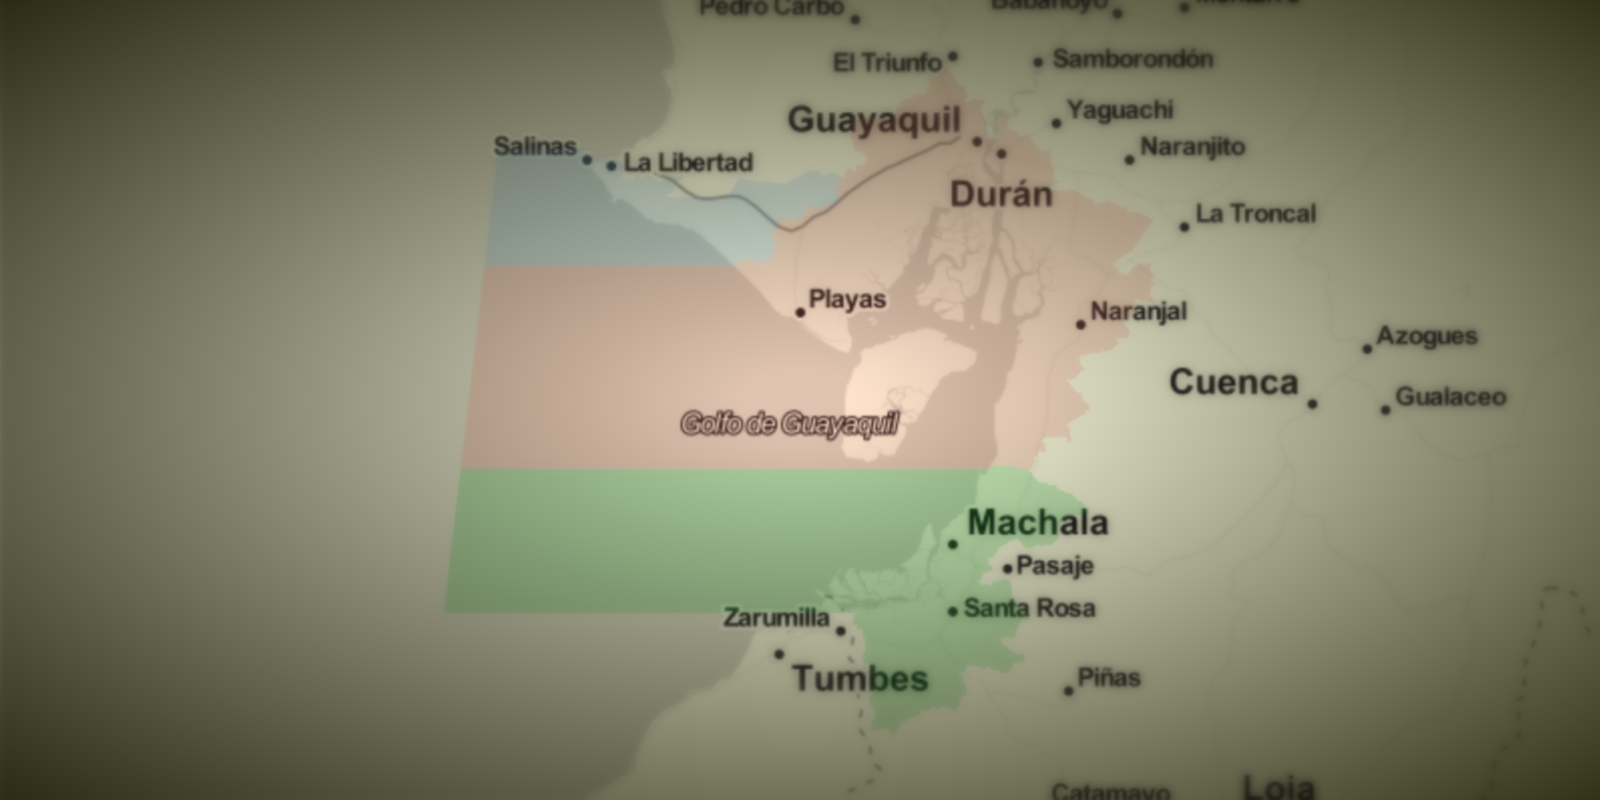 Pedro Carbo
Babahoyo
El Triunfo
Samborondón
Guayaquil
Yaguachi
Salinas
La Libertad
Naranjito
Durán
La Troncal
Playas
Naranjal
Azogues
Cuenca
Gualaceo
Golfo de Guayaquil
Machala
Pasaje
Santa Rosa
Zarumilla
Tumbes
Piñas
Catamayo
Loja